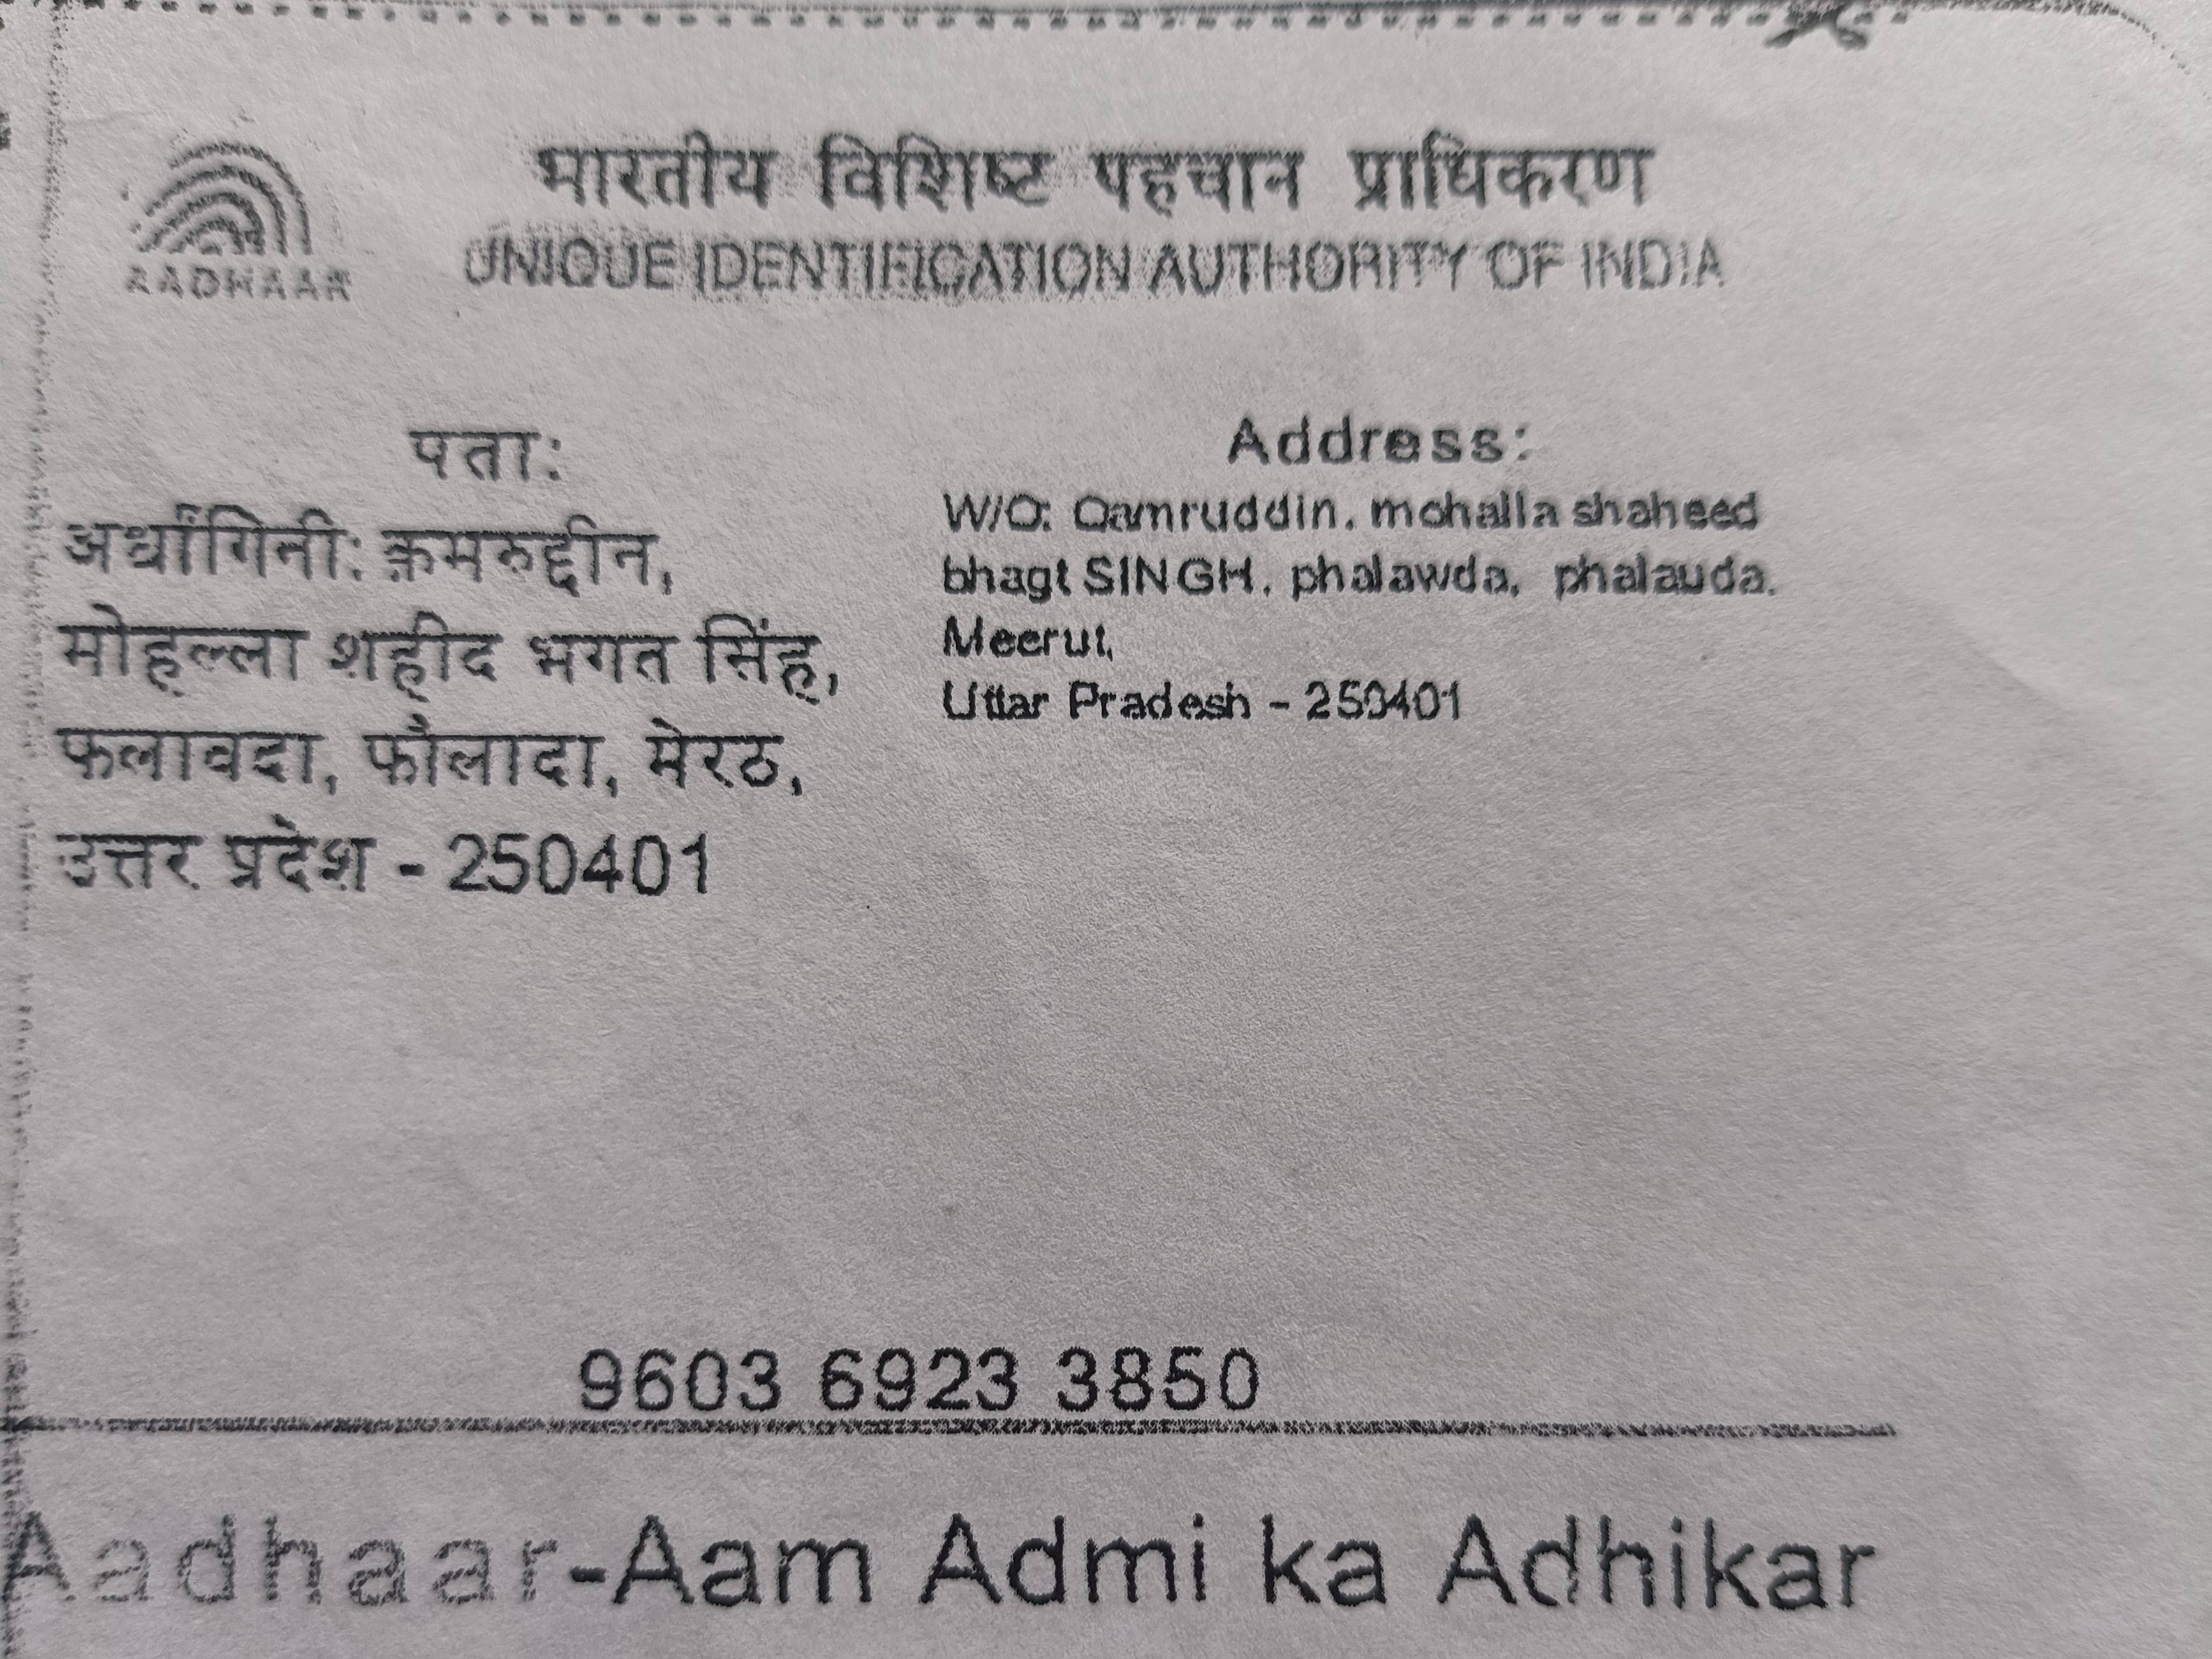 भारतीय विशिष्ट पहचान प्राधिकरण
AADHAAR
UNIQUE IDENTIFICATION AUTHORITY OF INDIA
पता:
अर्धांगिनी: क़मरुद्दीन,
मोहल्ला शहीद भगत सिंह,
फलावदा, फौलादा, मेरठ,
उत्तर प्रदेश - 250401
Address:
W/O: Qamruddin, mohalla shaheed
bhagt SINGH, phalawda, phalauda,
Meerut,
Uttar Pradesh - 250401
9603 6923 3850
Aadhaar-Aam Admi ka Adhikar